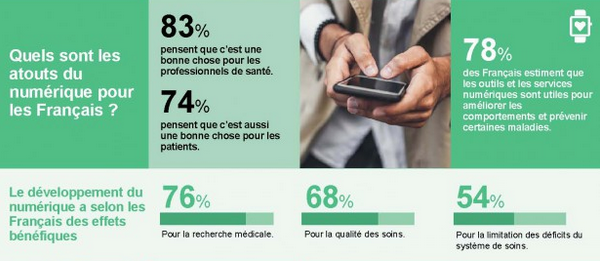 Quels sont les
atouts du
numérique pour
les Français ?
83%
pensent que c'est une
bonne chose pour les
professionnels de santé.
74%
pensent que c'est aussi
une bonne chose pour les
patients.
78%
des Français estiment que
les outils et les services
numériques sont utiles pour
améliorer les
comportements et prévenir
certaines maladies.
Le développement du
numérique a selon les
Français des effets
bénéfiques
76%
Pour la recherche médicale.
68%
Pour la qualité des soins.
54%
Pour la limitation des déficits du
système de soins.